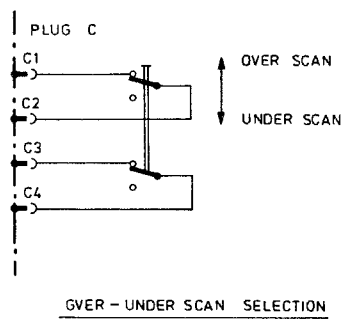 PLUG C
C1
OVER SCAN
C2
UNDER SCAN
C3
C4
GVER - UNDER SCAN SELECTION